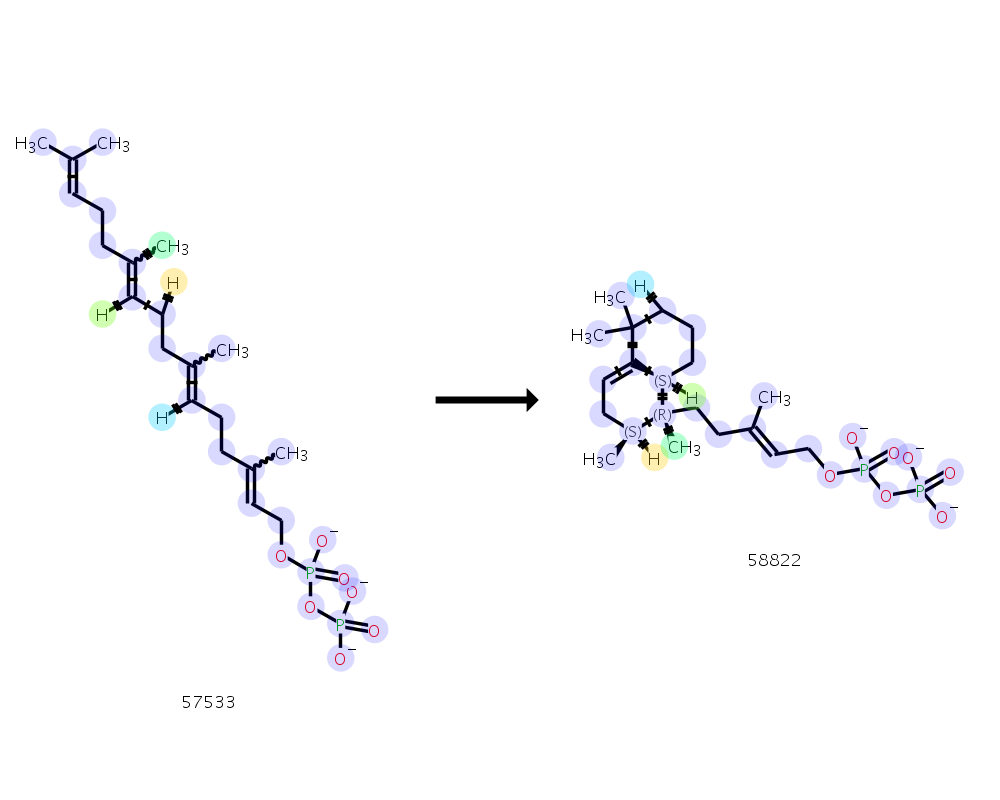 H3C CH3
CH3
H
H
CH3
H
CH3
O−
O
P O
O−
O P O
O−
57533
H
H3C
H3C
(S)
H
(R)
CH3
(S)
CH3
H3C H
O−
O O−
P O
O P
O
O−
58822